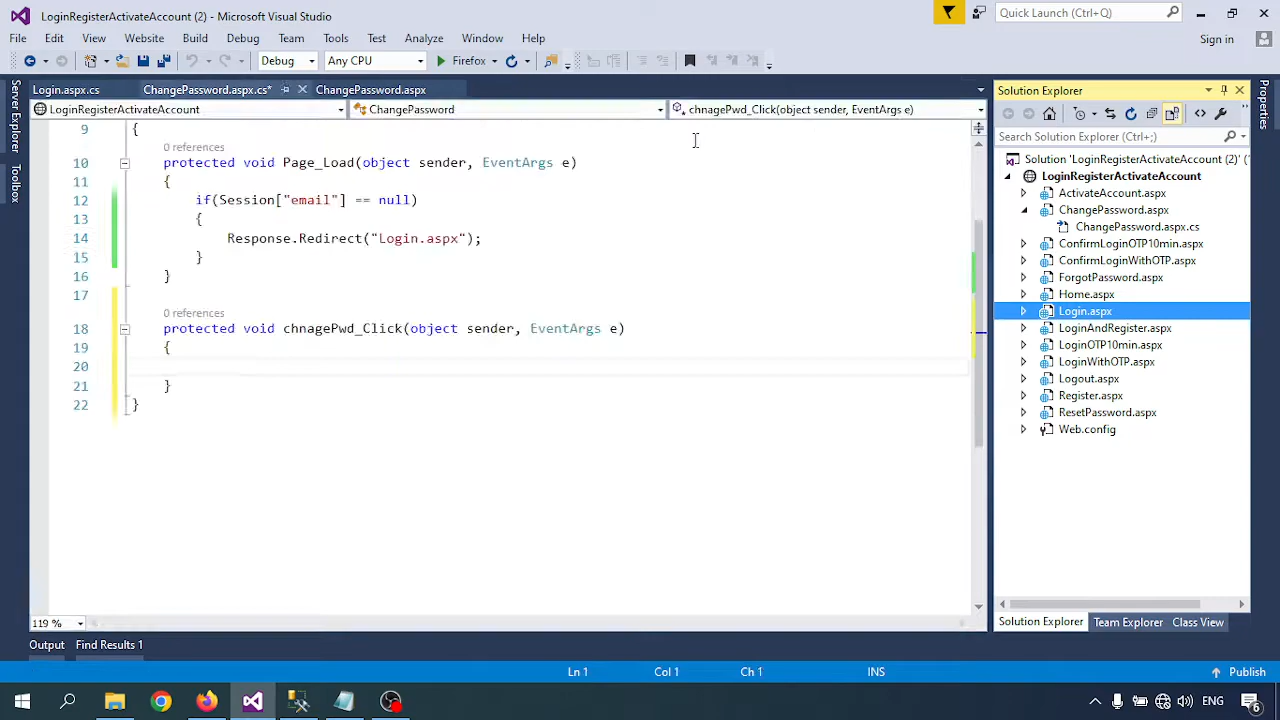 LoginRegisterActivateAccount (2) - Microsoft Visual Studio
Quick Launch (Ctrl+Q)
File Edit View Website Build Debug Team Tools Test Analyze Window Help
Sign in
Debug Any CPU Firefox
Server Explorer
Toolbox
Login.aspx.cs ChangePassword.aspx.cs* ChangePassword.aspx
LoginRegisterActivateAccount ChangePassword chnagePwd_Click(object sender, EventArgs e)
9 {
0 references
10 protected void Page_Load(object sender, EventArgs e)
11 {
12 if(Session["email"] == null)
13 {
14 Response.Redirect("Login.aspx");
15 }
16 }
17
0 references
18 protected void chnagePwd_Click(object sender, EventArgs e)
19 {
20
21 }
22 }
119 %
Solution Explorer
Search Solution Explorer (Ctrl+;)
Solution 'LoginRegisterActivateAccount (2)' (
LoginRegisterActivateAccount
ActivateAccount.aspx
ChangePassword.aspx
ChangePassword.aspx.cs
ConfirmLoginOTP10min.aspx
ConfirmLoginWithOTP.aspx
ForgotPassword.aspx
Home.aspx
Login.aspx
LoginAndRegister.aspx
LoginOTP10min.aspx
LoginWithOTP.aspx
Logout.aspx
Register.aspx
ResetPassword.aspx
Web.config
Solution Explorer Team Explorer Class View
Properties
Output Find Results 1
Ln 1 Col 1 Ch 1 INS Publish
ENG
6